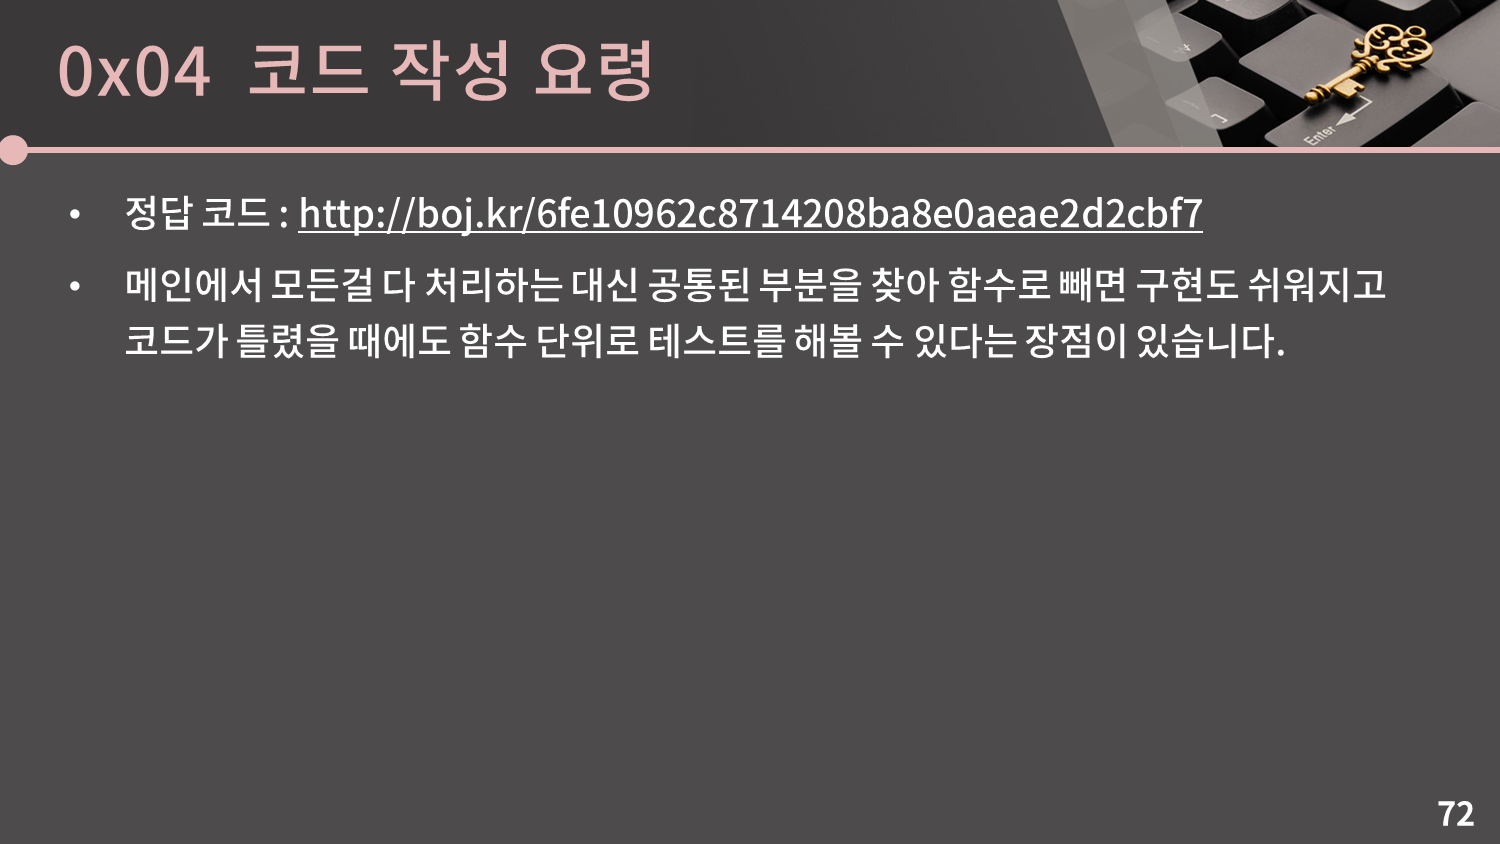 0x04 코드 작성 요령
Enter
• 정답 코드 : http://boj.kr/6fe10962c8714208ba8e0aeae2d2cbf7
• 메인에서 모든걸 다 처리하는 대신 공통된 부분을 찾아 함수로 빼면 구현도 쉬워지고
코드가 틀렸을 때에도 함수 단위로 테스트를 해볼 수 있다는 장점이 있습니다.
72